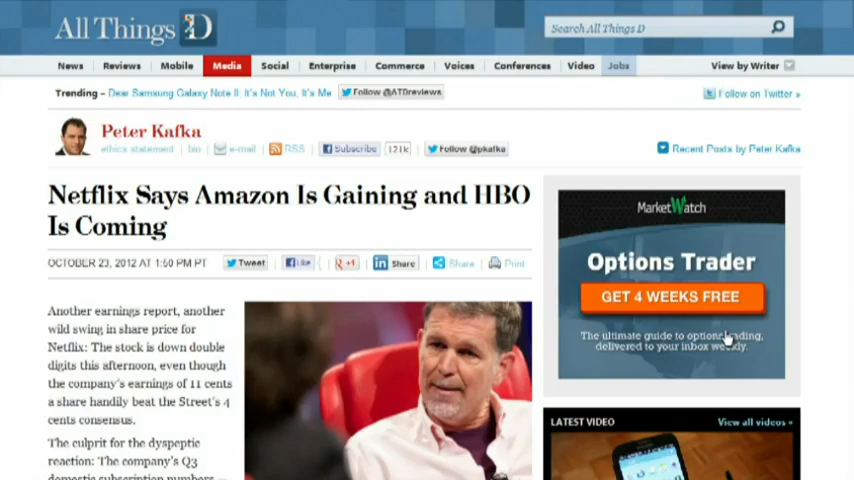 All Things D
Search All Things D
News Reviews Mobile Media Social Enterprise Commerce Voices Conferences Video Jobs View by Writer
Trending – Dear Samsung Galaxy Note II: It's Not You, It's Me Follow @ATDreviews Follow on Twitter »
Peter Kafka
ethics statement | bio | e-mail | RSS Subscribe 121k Follow @pkafka Recent Posts by Peter Kafka
Netflix Says Amazon Is Gaining and HBO
Is Coming
OCTOBER 23, 2012 AT 1:50 PM PT Tweet Like +1 in Share Share Print
MarketWatch
Options Trader
GET 4 WEEKS FREE
The ultimate guide to options trading,
delivered to your inbox weekly.
Another earnings report, another
wild swing in share price for
Netflix: The stock is down double
digits this afternoon, even though
the company's earnings of 11 cents
a share handily beat the Street's 4
cents consensus.
The culprit for the dyspeptic
reaction: The company's Q3
domestic subscription numbers —
LATEST VIDEO View all videos »